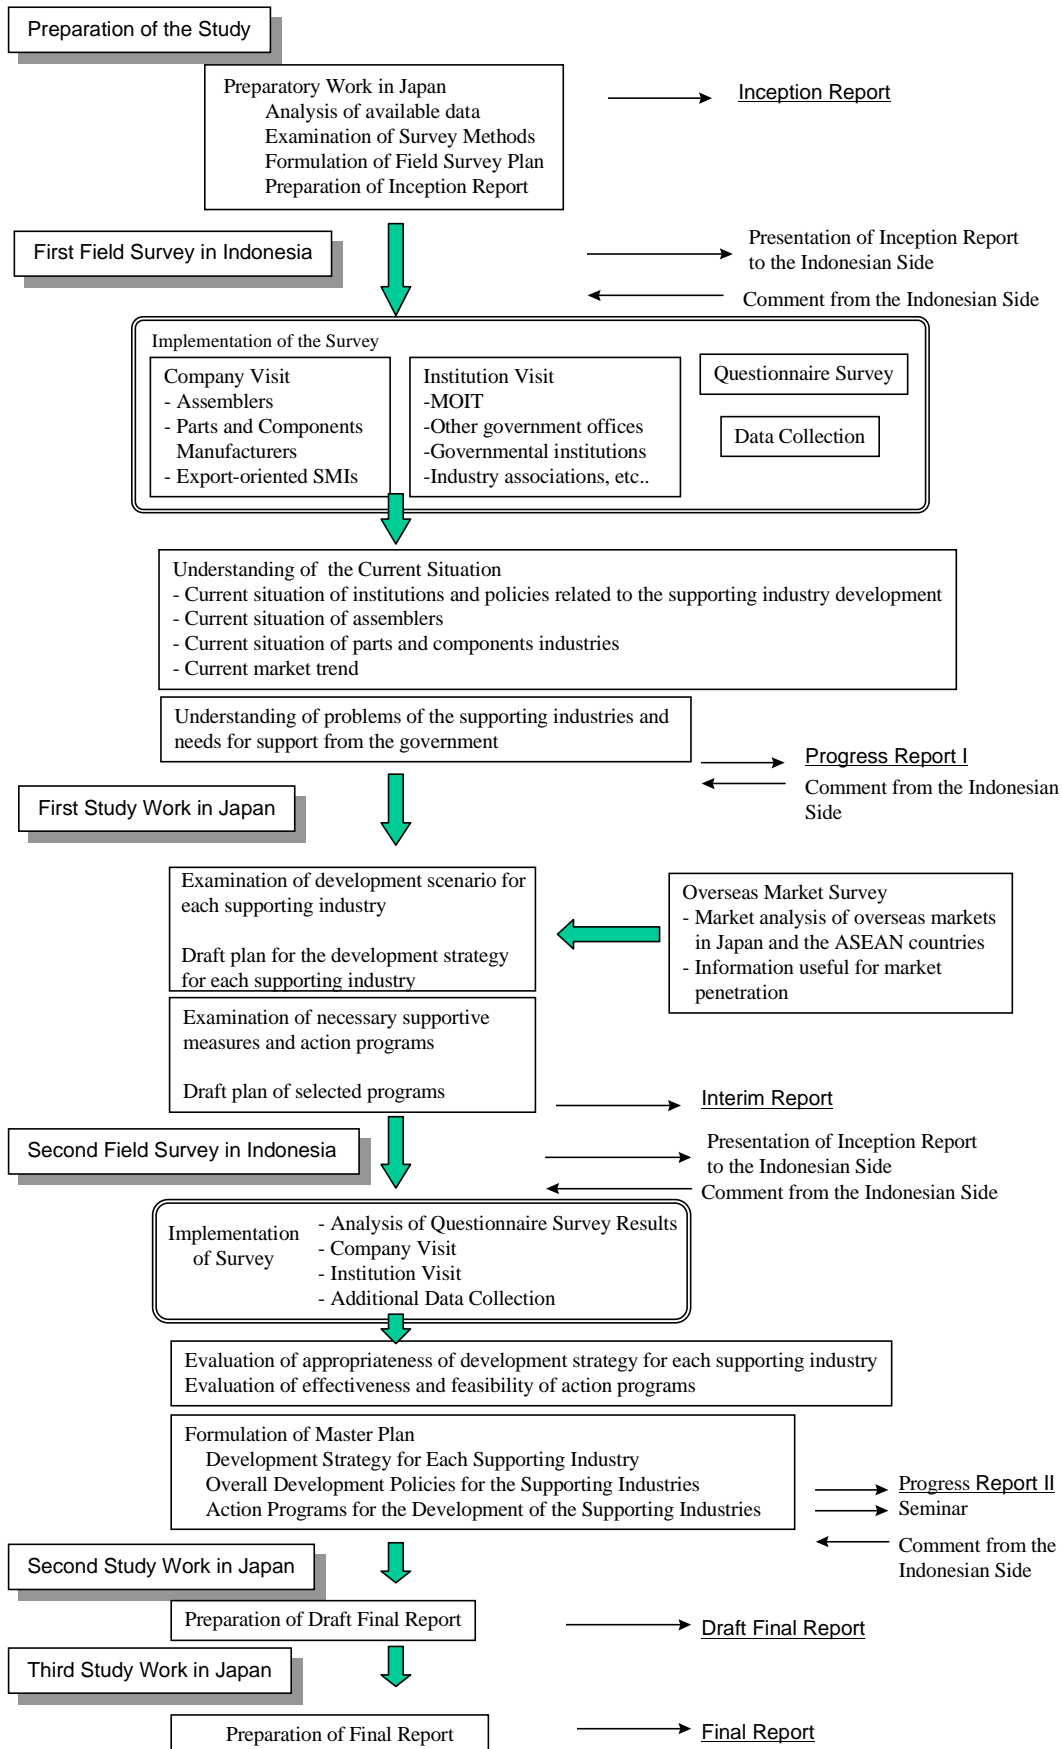 Preparation of the Study
Preparatory Work in Japan
Analysis of available data
Examination of Survey Methods
Formulation of Field Survey Plan
Preparation of Inception Report
Inception Report
First Field Survey in Indonesia
Presentation of Inception Report
to the Indonesian Side
Comment from the Indonesian Side
Implementation of the Survey
Company Visit
- Assemblers
- Parts and Components
Manufacturers
- Export-oriented SMIs
Institution Visit
-MOIT
-Other government offices
-Governmental institutions
-Industry associations, etc..
Questionnaire Survey
Data Collection
Understanding of  the Current Situation
- Current situation of institutions and policies related to the supporting industry development
- Current situation of assemblers
- Current situation of parts and components industries
- Current market trend
Understanding of problems of the supporting industries and
needs for support from the government
Progress Report I
Comment from the Indonesian
Side
First Study Work in Japan
Examination of development scenario for
each supporting industry
Draft plan for the development strategy
for each supporting industry
Overseas Market Survey
- Market analysis of overseas markets
in Japan and the ASEAN countries
- Information useful for market
penetration
Examination of necessary supportive
measures and action programs
Draft plan of selected programs
Interim Report
Second Field Survey in Indonesia
Presentation of Inception Report
to the Indonesian Side
Comment from the Indonesian Side
Implementation
of Survey
- Analysis of Questionnaire Survey Results
- Company Visit
- Institution Visit
- Additional Data Collection
Evaluation of appropriateness of development strategy for each supporting industry
Evaluation of effectiveness and feasibility of action programs
Formulation of Master Plan
Development Strategy for Each Supporting Industry
Overall Development Policies for the Supporting Industries
Action Programs for the Development of the Supporting Industries
Progress Report II
Seminar
Comment from the
Indonesian Side
Second Study Work in Japan
Preparation of Draft Final Report
Draft Final Report
Third Study Work in Japan
Preparation of Final Report
Final Report